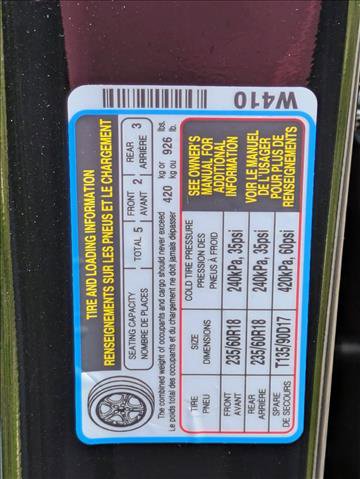 TIRE AND LOADING INFORMATION
RENSEIGNEMENTS SUR LES PNEUS ET LE CHARGEMENT
SEATING CAPACITY TOTAL 5 FRONT 2 REAR 3
NOMBRE DE PLACES AVANT ARRIÈRE
The combined weight of occupants and cargo should never exceed 420 kg or 926 lbs.
Le poids total des occupants et du chargement ne doit jamais dépasser kg ou lb.
TIRE SIZE COLD TIRE PRESSURE
PNEU DIMENSIONS PRESSION DES PNEUS À FROID
FRONT 235/60R18 240kPa, 35psi
AVANT
REAR 235/60R18 240kPa, 35psi
ARRIÈRE
SPARE T135/90D17 420kPa, 60psi
DE SECOURS
SEE OWNER'S
MANUAL FOR
ADDITIONAL
INFORMATION
VOIR LE MANUEL
DE L'USAGER
POUR PLUS DE
RENSEIGNEMENTS
W410